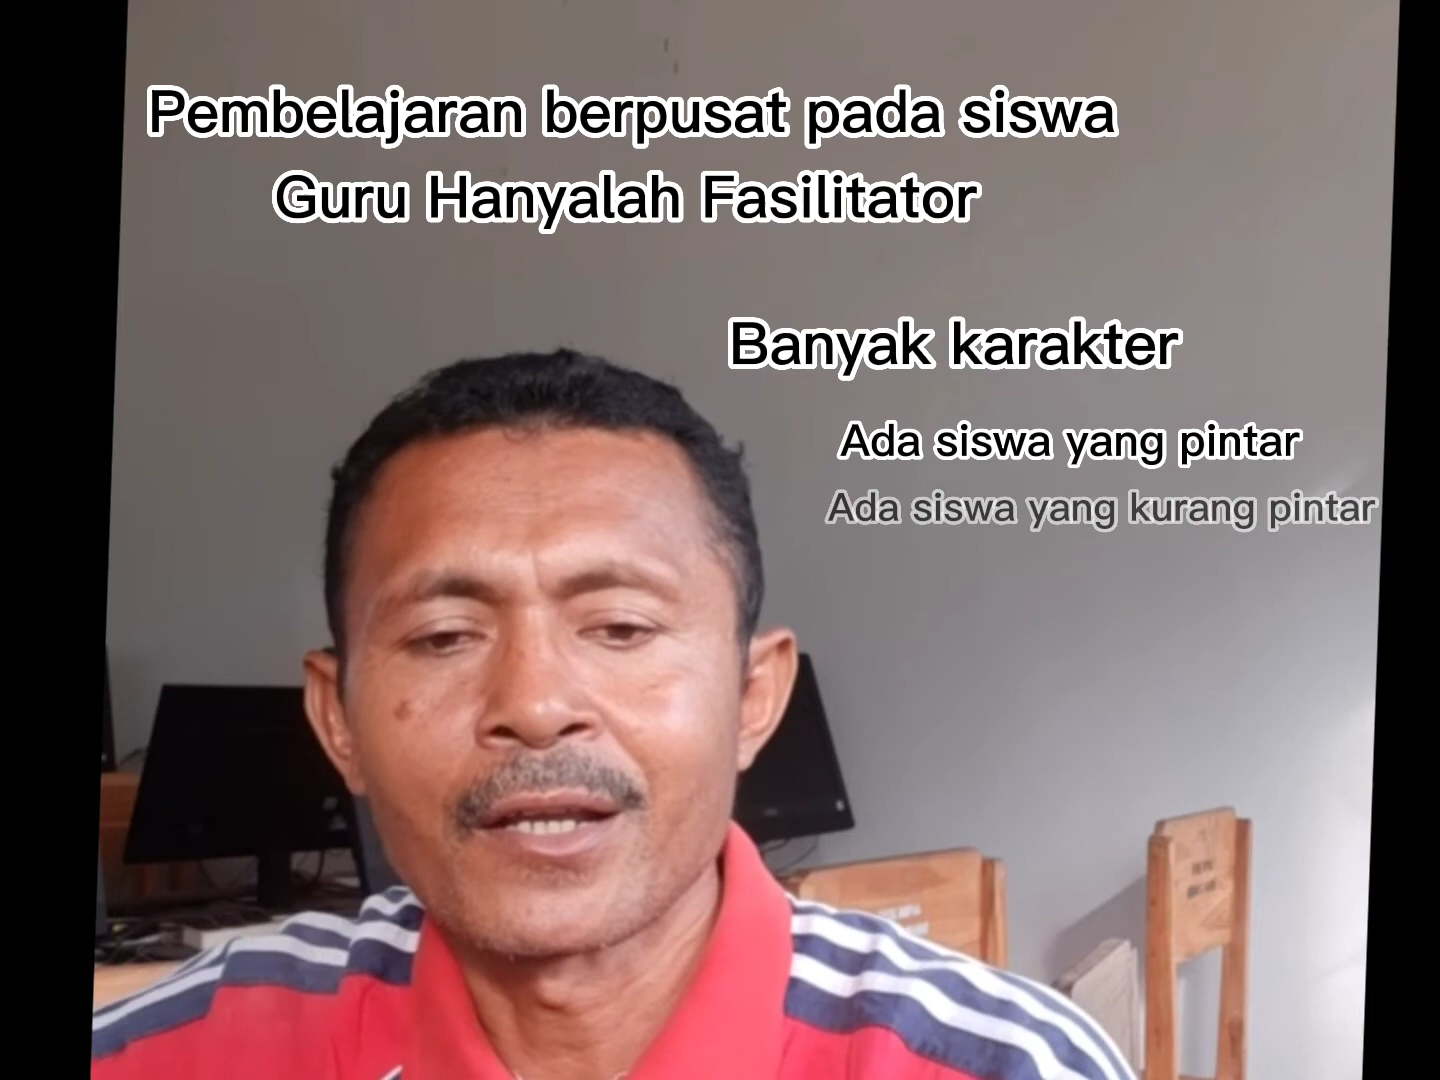 Pembelajaran berpusat pada siswa
Guru Hanyalah Fasilitator
Banyak karakter
Ada siswa yang pintar
Ada siswa yang kurang pintar